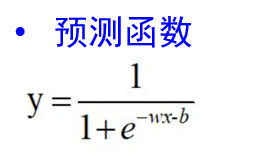 • 预测函数
y = 1 / (1 + e^(-wx-b))